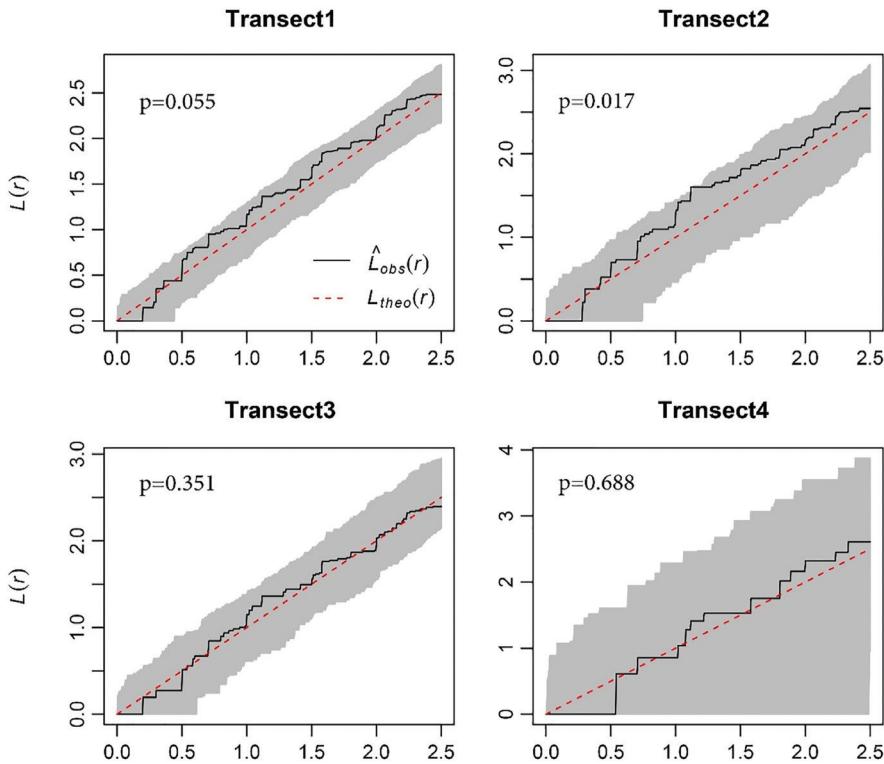 Transect1
Transect2
L(r)
2.5
2.0
1.5
1.0
0.5
0.0
p=0.055
L̂obs(r)
Ltheo(r)
0.0 0.5 1.0 1.5 2.0 2.5
3.0
2.0
1.0
0.0
p=0.017
0.0 0.5 1.0 1.5 2.0 2.5
Transect3
Transect4
L(r)
3.0
2.0
1.0
0.0
p=0.351
0.0 0.5 1.0 1.5 2.0 2.5
4
3
2
1
0
p=0.688
0.0 0.5 1.0 1.5 2.0 2.5